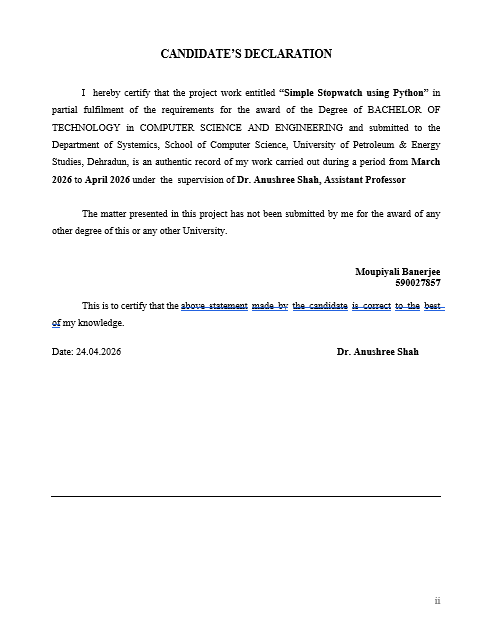 CANDIDATE’S DECLARATION
I hereby certify that the project work entitled “Simple Stopwatch using Python” in
partial fulfilment of the requirements for the award of the Degree of BACHELOR OF
TECHNOLOGY in COMPUTER SCIENCE AND ENGINEERING and submitted to the
Department of Systemics, School of Computer Science, University of Petroleum & Energy
Studies, Dehradun, is an authentic record of my work carried out during a period from March
2026 to April 2026 under the supervision of Dr. Anushree Shah, Assistant Professor
The matter presented in this project has not been submitted by me for the award of any
other degree of this or any other University.
Moupiyali Banerjee
590027857
This is to certify that the above statement made by the candidate is correct to the best
of my knowledge.
Date: 24.04.2026 Dr. Anushree Shah
ii